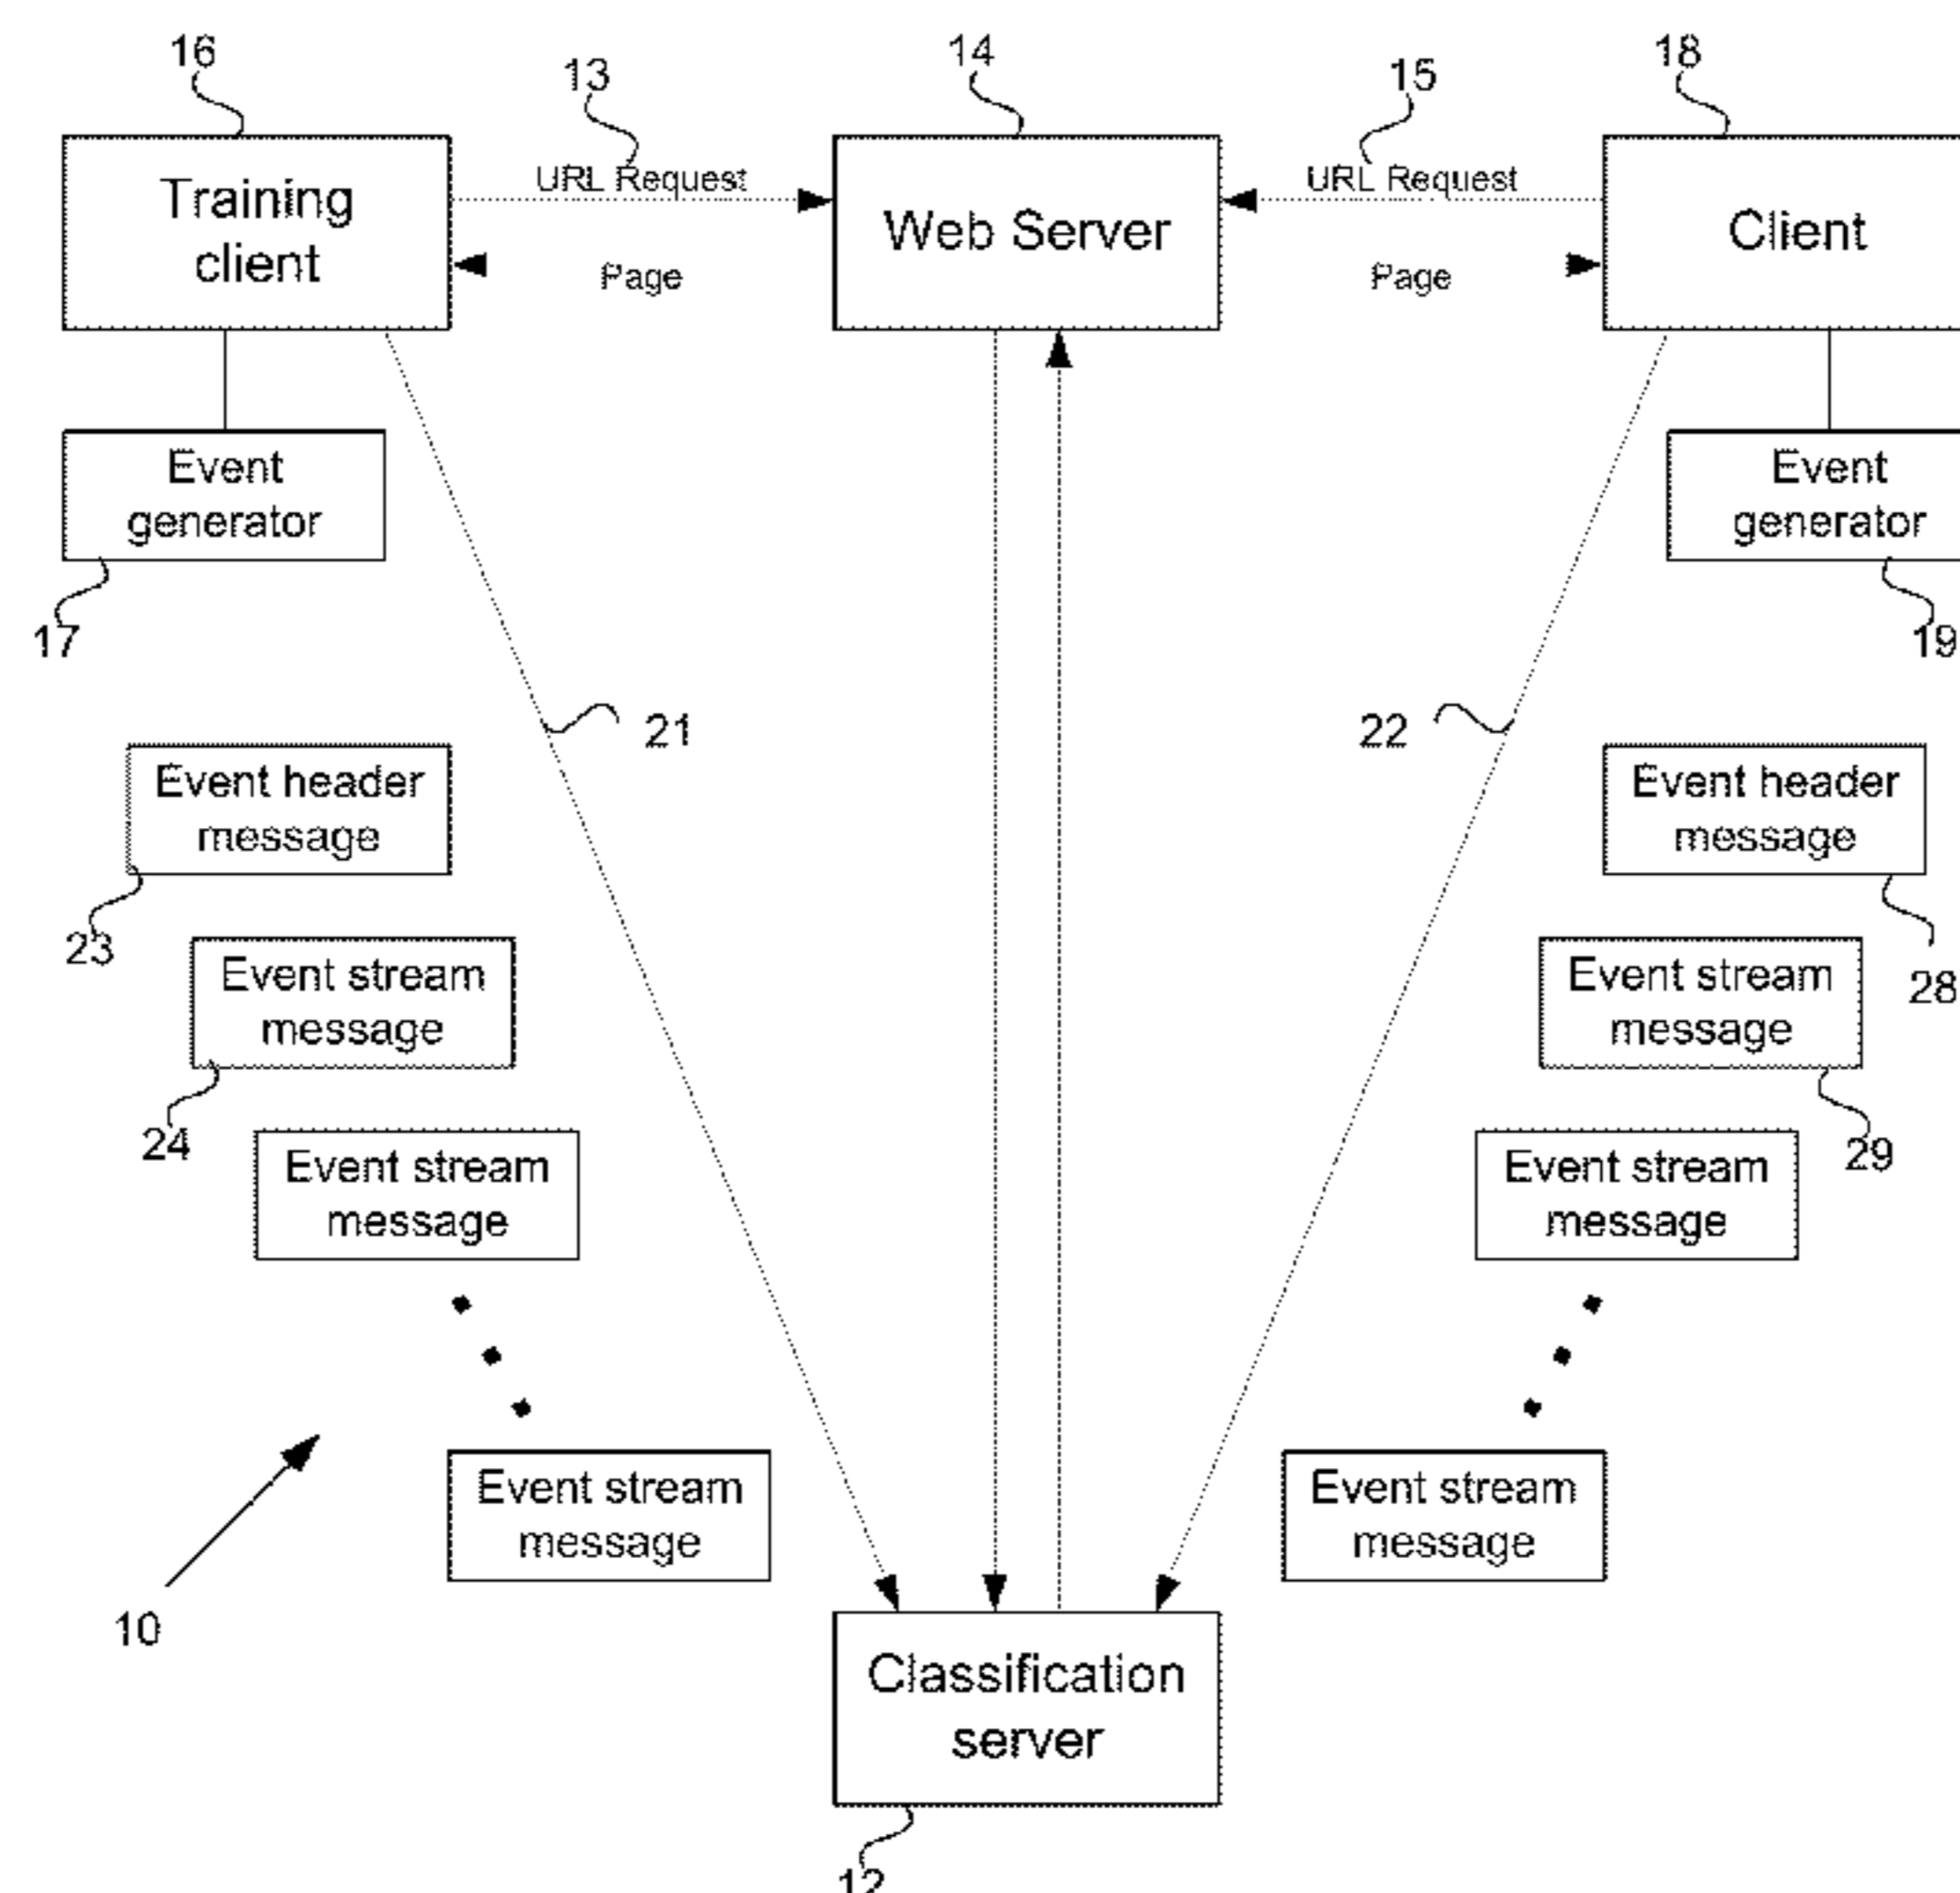 16
13
14
15
18
Training
client
URL Request
Page
Web Server
URL Request
Page
Client
Event
generator
17
Event
generator
19
21
22
Event header
message
23
Event header
message
28
Event stream
message
24
Event stream
message
29
Event stream
message
Event stream
message
Event stream
message
Event stream
message
10
Classification
server
12